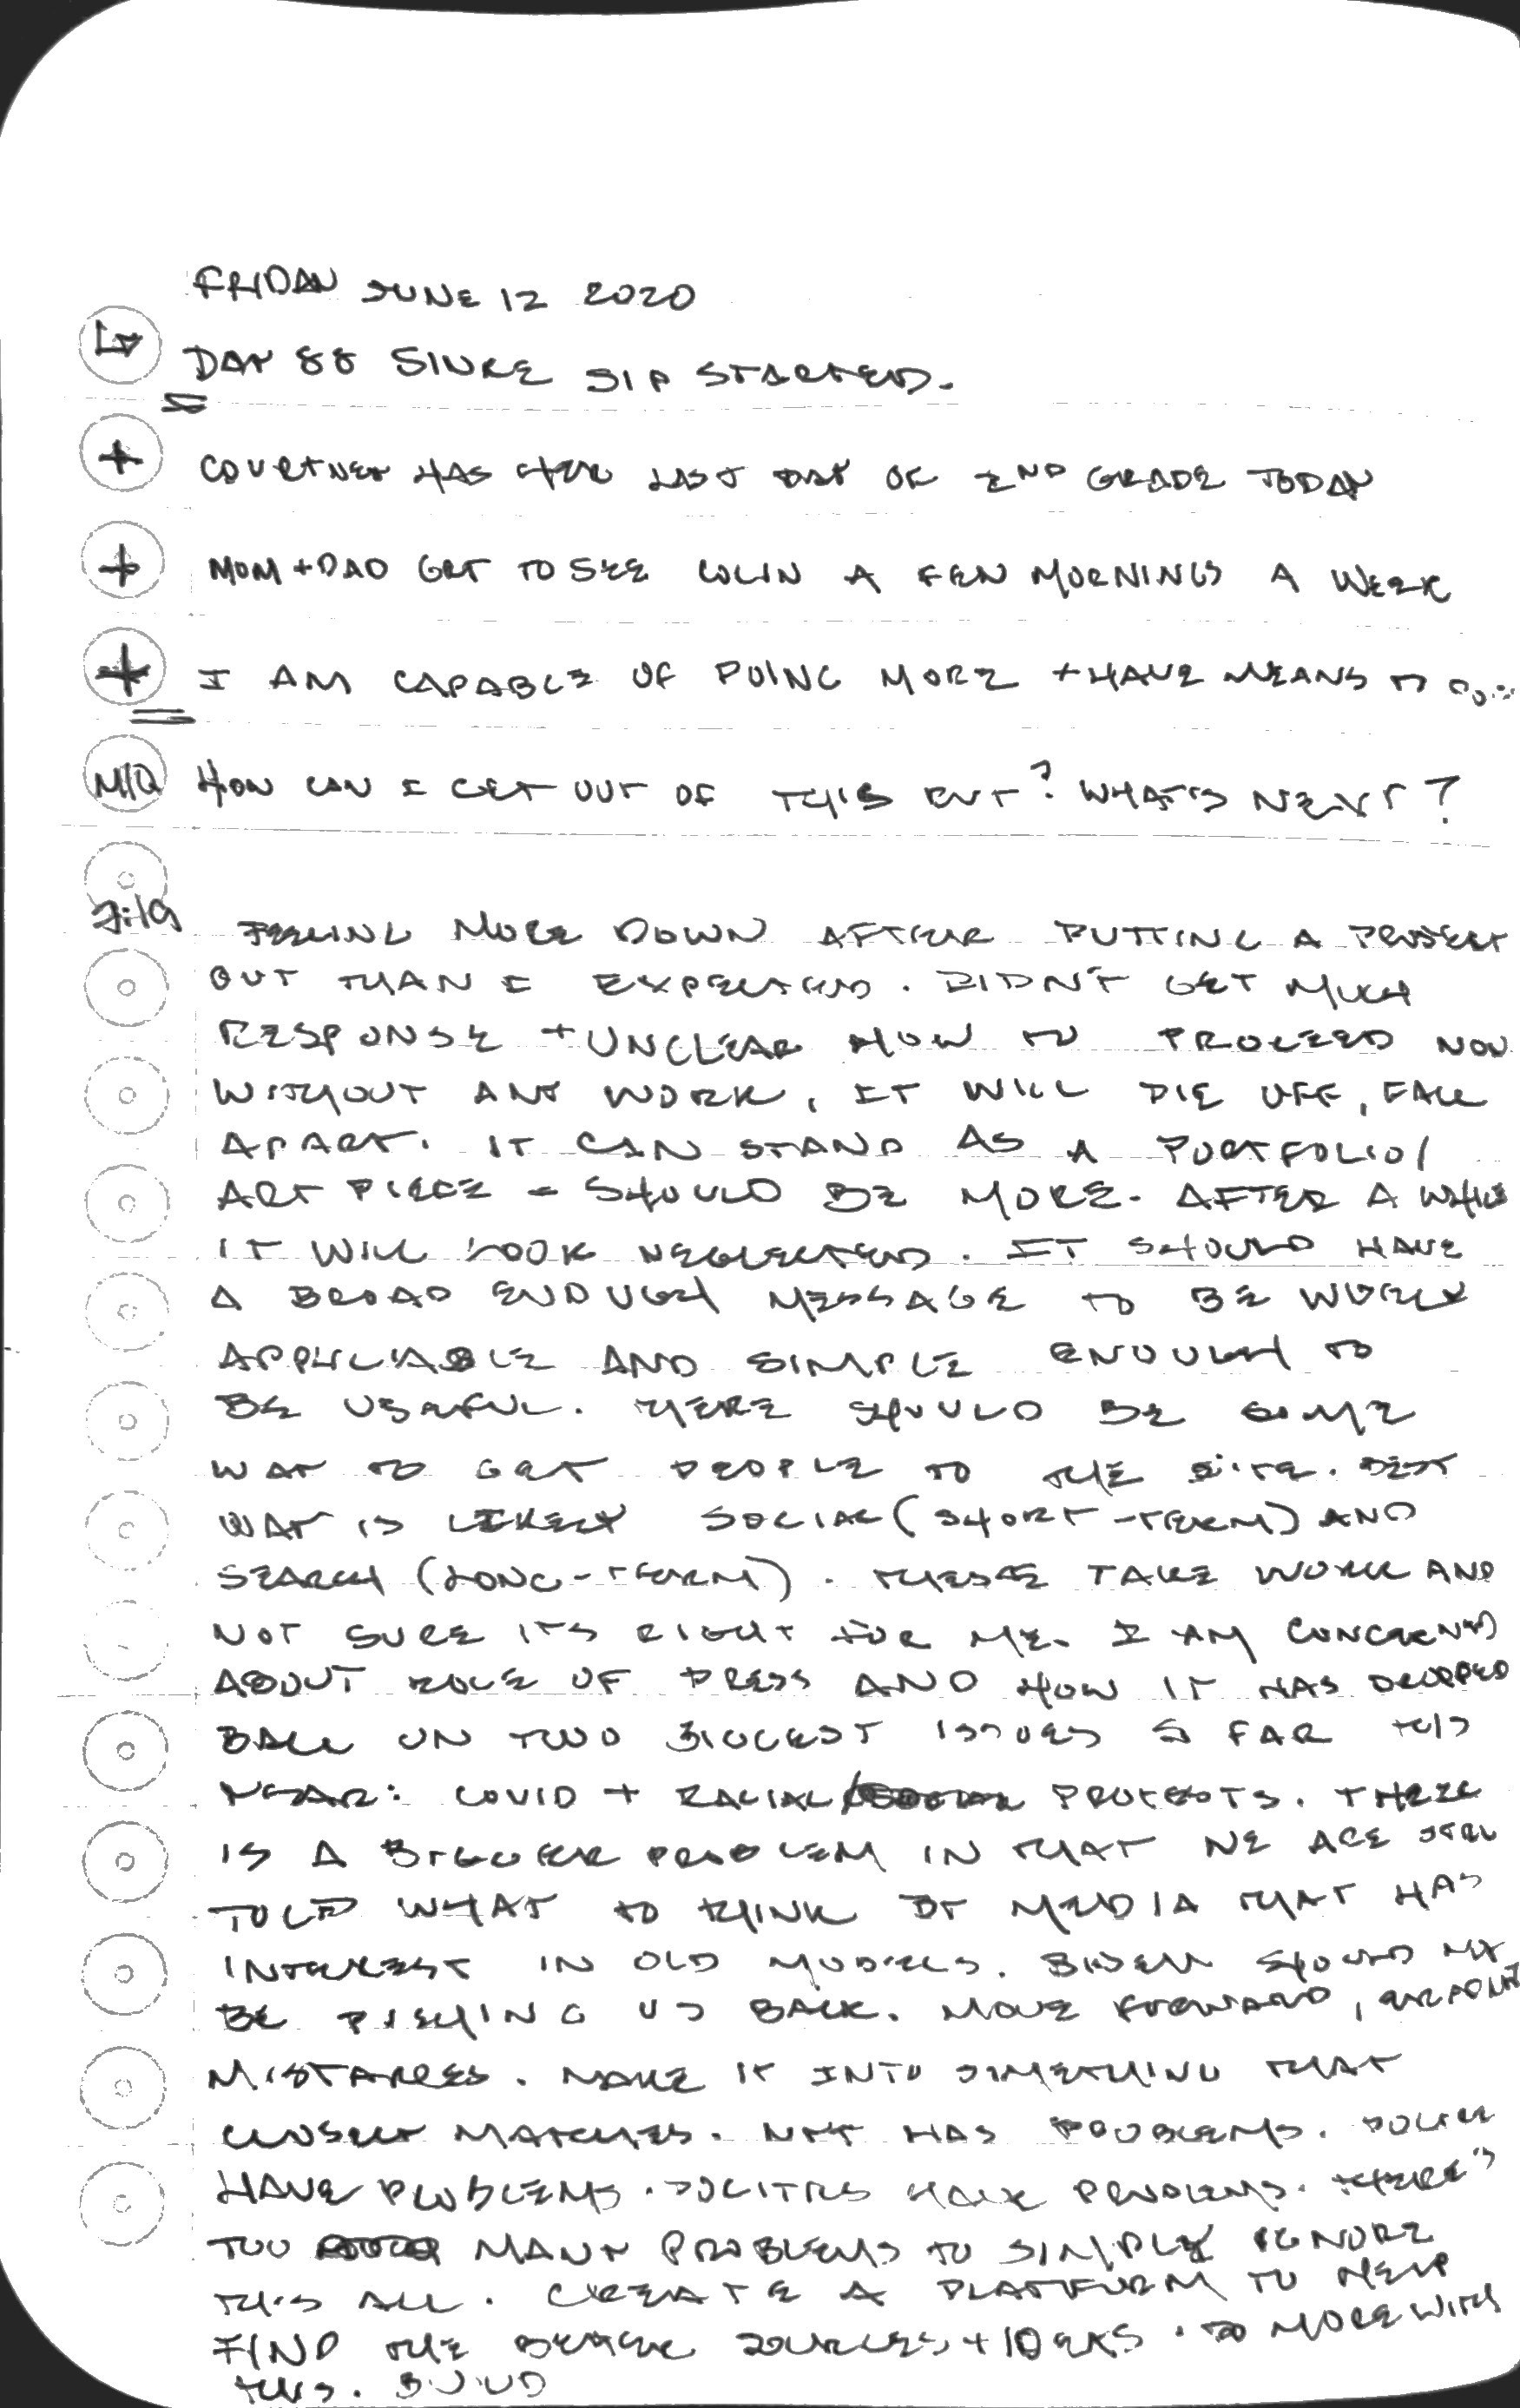 FRIDAY JUNE 12 2020
DAY 88 SINCE SIP STARTED.
+ COURTNEY HAS HER LAST DAY OF 2ND GRADE TODAY
+ MOM + DAD GET TO SEE COLIN A FEW MORNINGS A WEEK
+ I AM CAPABLE OF DOING MORE + HAVE MEANS TO DO
M/Q HOW CAN I GET OUT OF THIS RUT? WHAT'S NEXT?
7:19 FEELING MORE DOWN AFTER PUTTING A PROJECT
OUT THAN I EXPECTED. DIDN'T GET MUCH
RESPONSE + UNCLEAR HOW TO PROCEED NOW
WITHOUT ANY WORK, IT WILL DIE OFF, FALL
APART. IT CAN STAND AS A PORTFOLIO/
ART PIECE - SHOULD BE MORE. AFTER A WHILE
IT WILL LOOK NEGLECTED. IT SHOULD HAVE
A BROAD ENOUGH MESSAGE TO BE
APPLICABLE AND SIMPLE ENOUGH TO
BE USEFUL. THERE SHOULD BE SOME
WAY TO GET PEOPLE TO THE SITE. BEST
WAY IS LIKELY SOCIAL (SHORT-TERM) AND
SEARCH (LONG-TERM). THESE TAKE WORK AND
NOT SURE ITS RIGHT FOR ME. I AM CONCERNED
ABOUT ROLE OF PRESS AND HOW IT HAS DROPPED
BALL ON TWO BIGGEST ISSUES SO FAR THIS
YEAR: COVID + RACIAL PROTESTS. THERE
IS A BIGGER PROBLEM IN THAT WE ARE STILL
TOLD WHAT TO THINK BY MEDIA THAT HAS
INTEREST IN OLD MODELS. BIDEN SHOULD NOT
BE PUSHING US BACK. MOVE FORWARD,
MISTAKES. MAKE IT INTO SOMETHING THAT
CLOSELY MATCHES. NYT HAS PROBLEMS. POLICE
HAVE PROBLEMS. POLITICS HAVE PROBLEMS. THERE'S
TOO MANY PROBLEMS TO SIMPLY IGNORE
THIS ALL. CREATE A PLATFORM TO HELP
FIND THE BETTER SOURCES + IDEAS. DO MORE WITH
THIS. BUILD